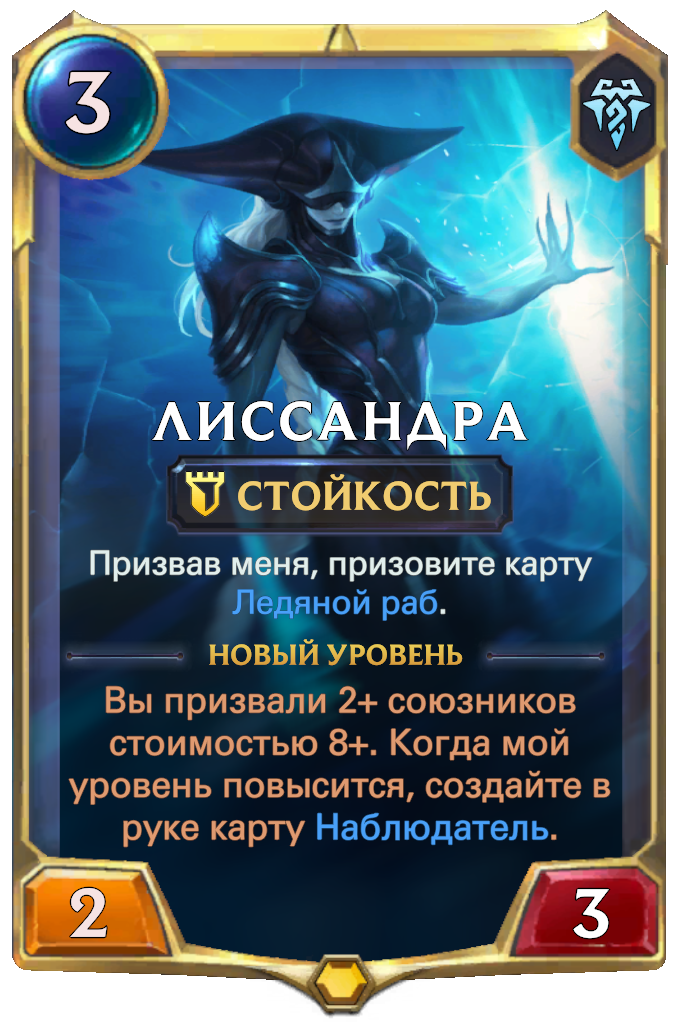 3
ЛИССАНДРА
СТОЙКОСТЬ
Призвав меня, призовите карту
Ледяной раб.
НОВЫЙ УРОВЕНЬ
Вы призвали 2+ союзников
стоимостью 8+. Когда мой
уровень повысится, создайте в
руке карту Наблюдатель.
2
3